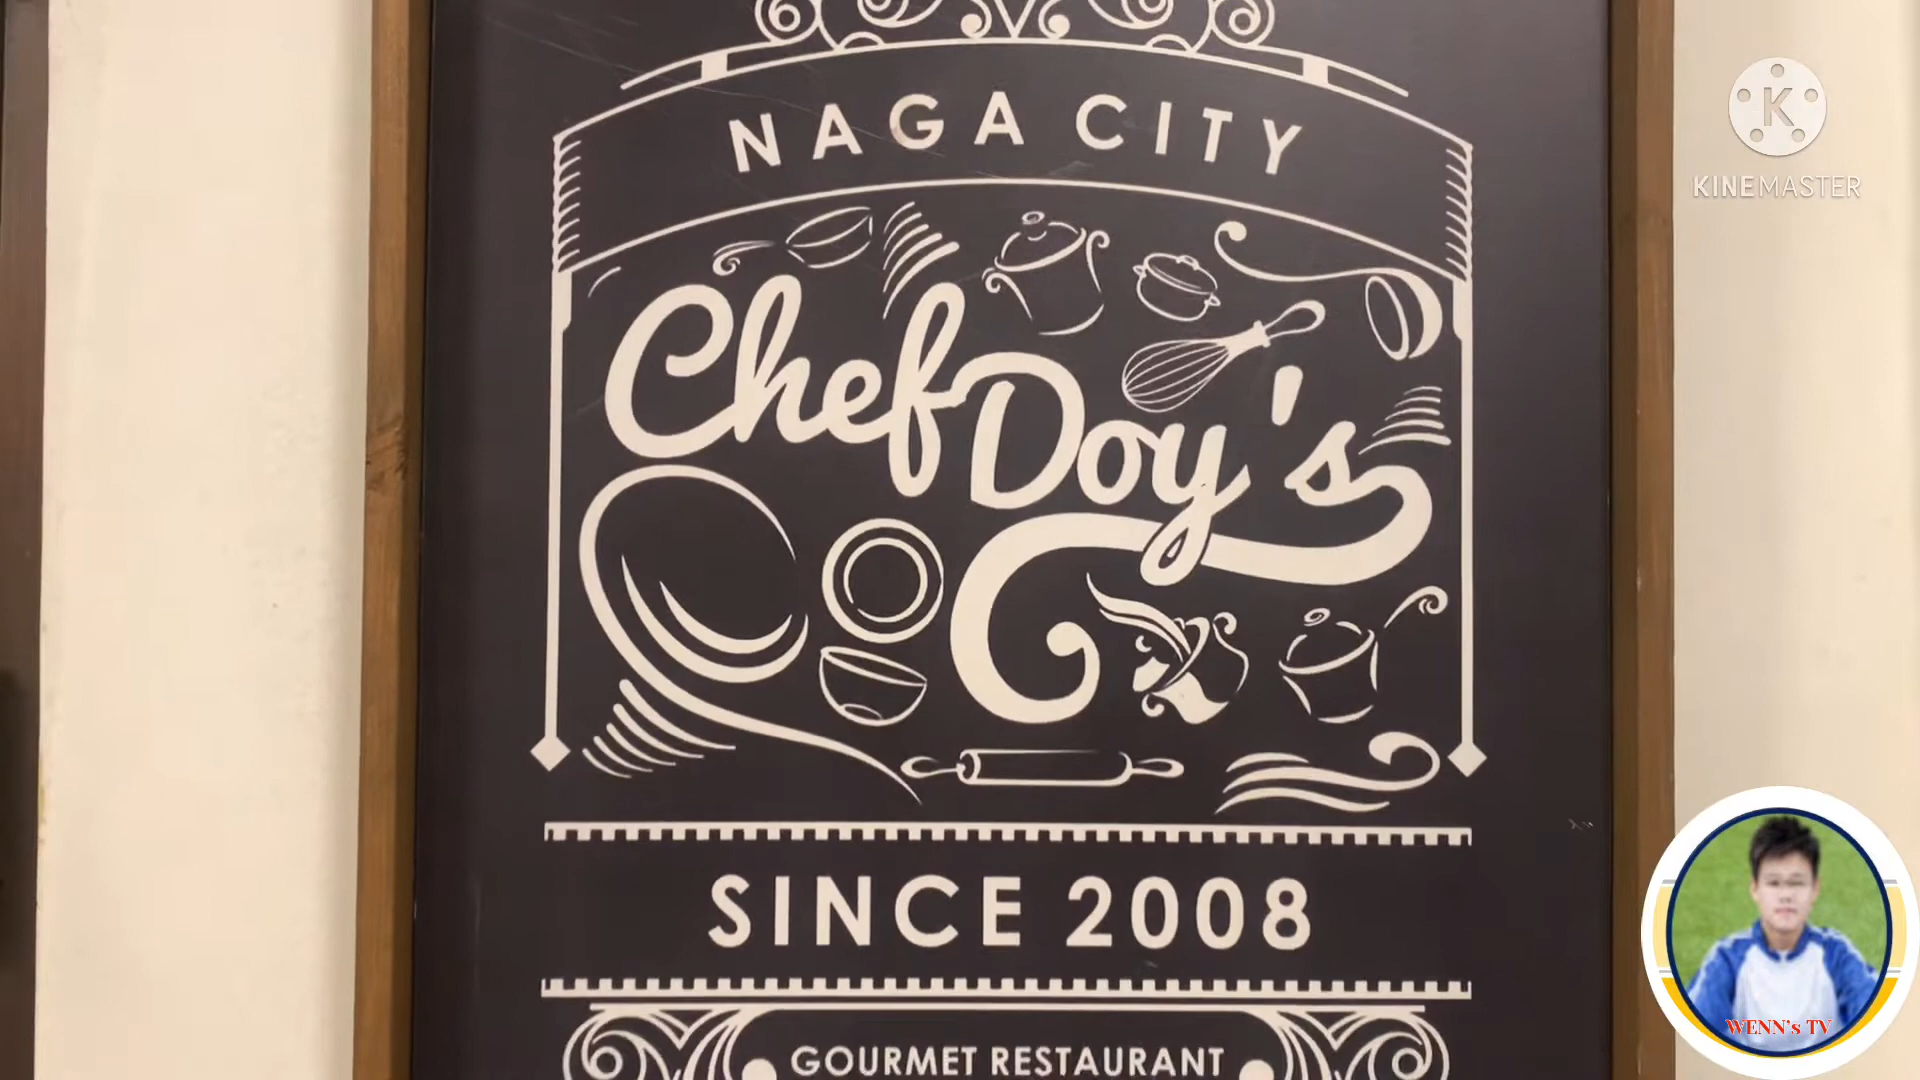 NAGA CITY
K
KINEMASTER
Chef Doy's
SINCE 2008
WENN's TV
GOURMET RESTAURANT